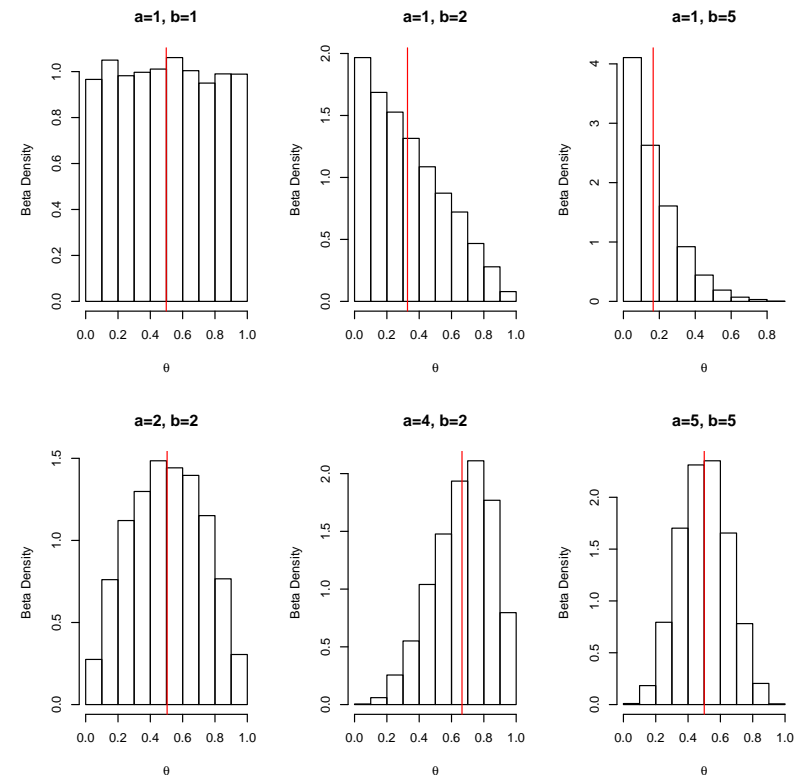 a=1, b=1
Beta Density
0.0 0.2 0.4 0.6 0.8 1.0
0.0 0.2 0.4 0.6 0.8 1.0
θ
a=1, b=2
Beta Density
0.0 0.5 1.0 1.5 2.0
0.0 0.2 0.4 0.6 0.8 1.0
θ
a=1, b=5
Beta Density
0 1 2 3 4
0.0 0.2 0.4 0.6 0.8
θ
a=2, b=2
Beta Density
0.0 0.5 1.0 1.5
0.0 0.2 0.4 0.6 0.8 1.0
θ
a=4, b=2
Beta Density
0.0 0.5 1.0 1.5 2.0
0.0 0.2 0.4 0.6 0.8 1.0
θ
a=5, b=5
Beta Density
0.0 0.5 1.0 1.5 2.0
0.0 0.2 0.4 0.6 0.8 1.0
θ